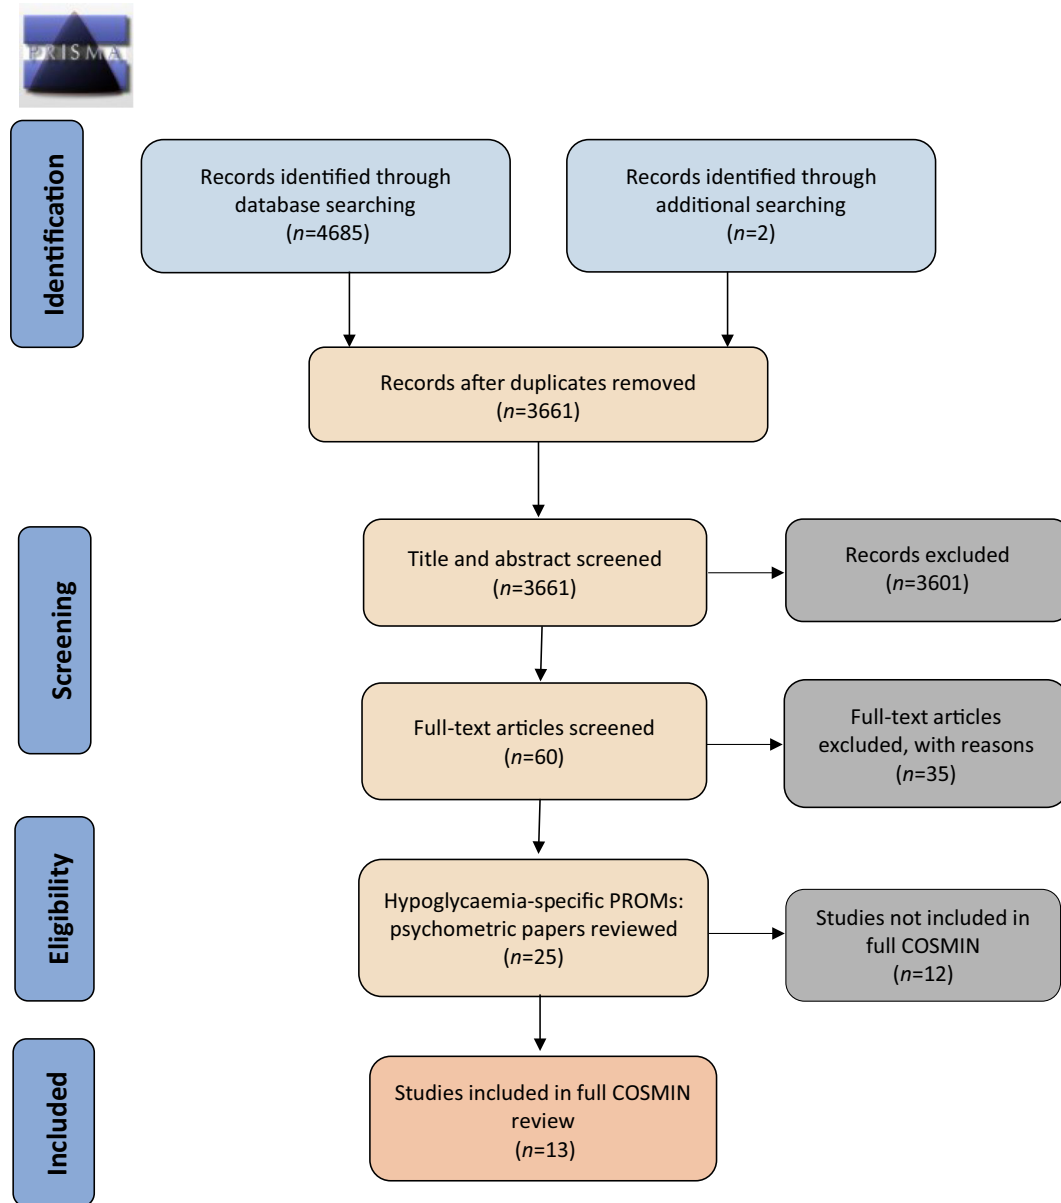 PRISMA
Identification
Records identified through
database searching
(n=4685)
Records identified through
additional searching
(n=2)
Records after duplicates removed
(n=3661)
Screening
Title and abstract screened
(n=3661)
Records excluded
(n=3601)
Full-text articles screened
(n=60)
Full-text articles
excluded, with reasons
(n=35)
Eligibility
Hypoglycaemia-specific PROMs:
psychometric papers reviewed
(n=25)
Studies not included in
full COSMIN
(n=12)
Included
Studies included in full COSMIN
review
(n=13)